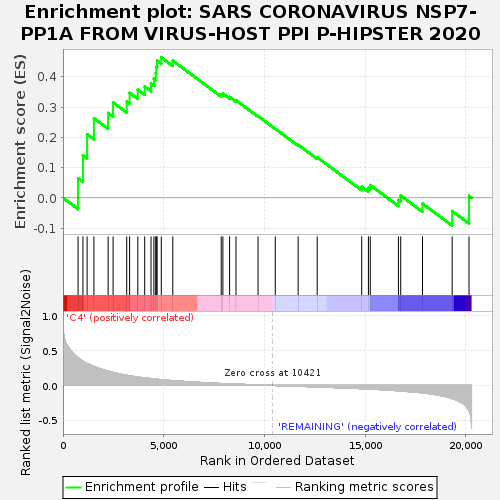 Enrichment plot: SARS CORONAVIRUS NSP7-
PP1A FROM VIRUS-HOST PPI P-HIPSTER 2020
Enrichment score (ES)
0.4
0.3
0.2
0.1
0.0
-0.1
Ranked list metric (Signal2Noise)
1.0
0.5
0.0
-0.5
'C4' (positively correlated)
Zero cross at 10421
'REMAINING' (negatively correlated)
0
5,000
10,000
15,000
20,000
Rank in Ordered Dataset
Enrichment profile
Hits
Ranking metric scores